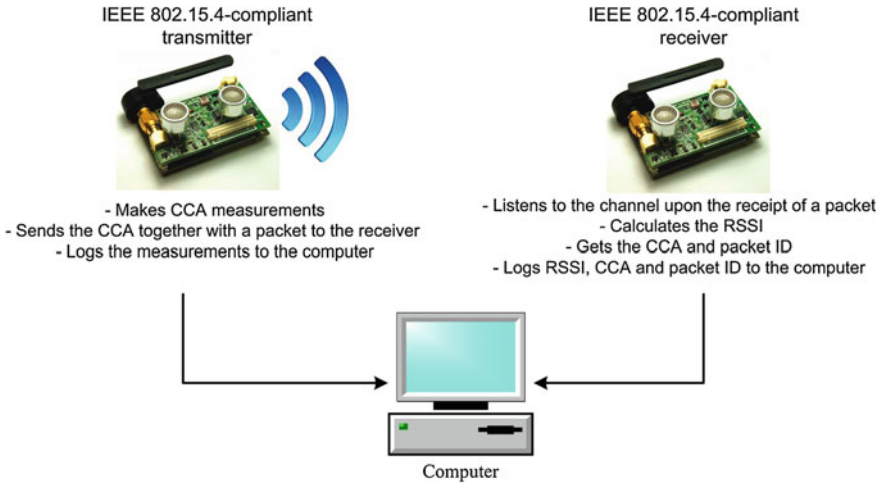 IEEE 802.15.4-compliant
transmitter
- Makes CCA measurements
- Sends the CCA together with a packet to the receiver
- Logs the measurements to the computer
IEEE 802.15.4-compliant
receiver
- Listens to the channel upon the receipt of a packet
- Calculates the RSSI
- Gets the CCA and packet ID
- Logs RSSI, CCA and packet ID to the computer
Computer